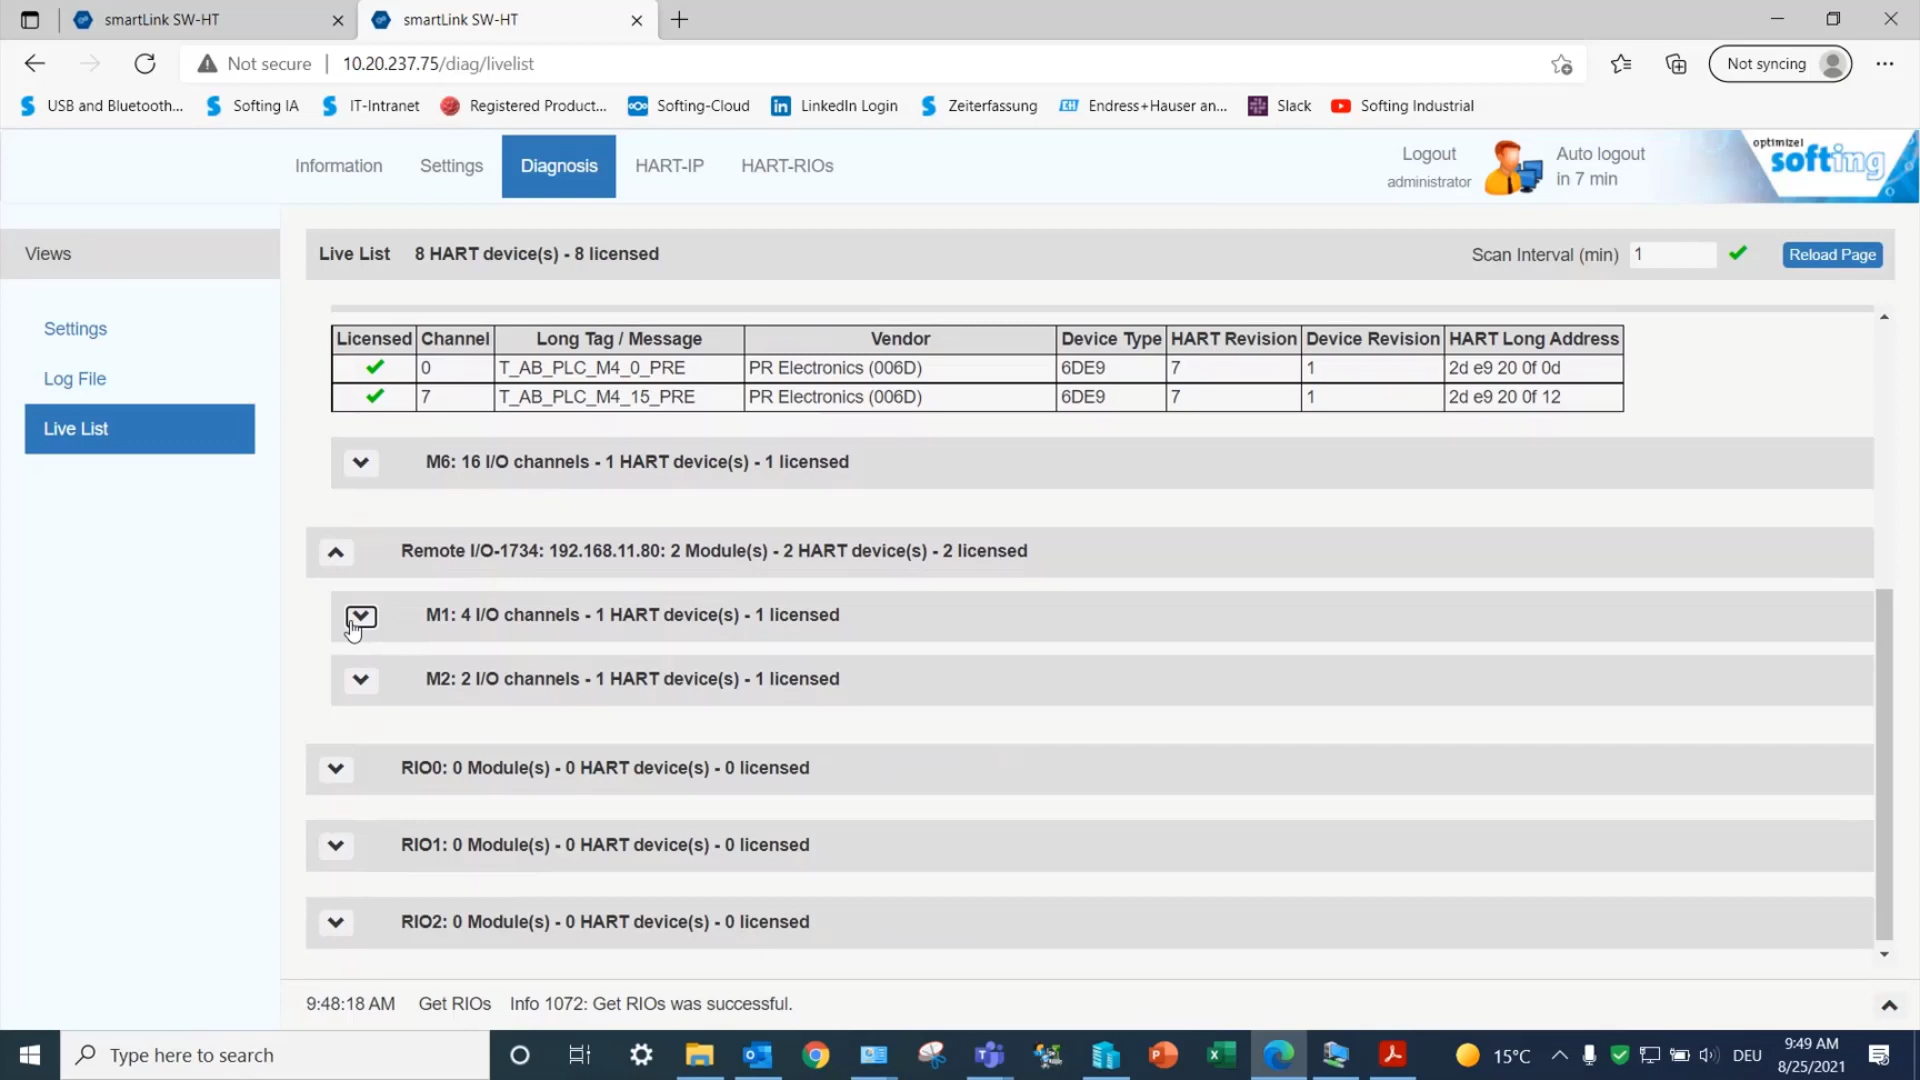 smartLink SW-HT
smartLink SW-HT
Not secure
10.20.237.75/diag/livelist
Not syncing
USB and Bluetooth...
Softing IA
IT-Intranet
Registered Product...
Softing-Cloud
LinkedIn Login
Zeiterfassung
Endress+Hauser an...
Slack
Softing Industrial
Information
Settings
Diagnosis
HART-IP
HART-RIOs
Logout
administrator
Auto logout
in 7 min
optimize!
softing
Views
Settings
Log File
Live List
Live List 8 HART device(s) - 8 licensed
Scan Interval (min) 1
Reload Page
Licensed Channel Long Tag / Message Vendor Device Type HART Revision Device Revision HART Long Address
0 T_AB_PLC_M4_0_PRE PR Electronics (006D) 6DE9 7 1 2d e9 20 0f 0d
7 T_AB_PLC_M4_15_PRE PR Electronics (006D) 6DE9 7 1 2d e9 20 0f 12
M6: 16 I/O channels - 1 HART device(s) - 1 licensed
Remote I/O-1734: 192.168.11.80: 2 Module(s) - 2 HART device(s) - 2 licensed
M1: 4 I/O channels - 1 HART device(s) - 1 licensed
M2: 2 I/O channels - 1 HART device(s) - 1 licensed
RIO0: 0 Module(s) - 0 HART device(s) - 0 licensed
RIO1: 0 Module(s) - 0 HART device(s) - 0 licensed
RIO2: 0 Module(s) - 0 HART device(s) - 0 licensed
9:48:18 AM Get RIOs Info 1072: Get RIOs was successful.
Type here to search
15°C
DEU
9:49 AM
8/25/2021